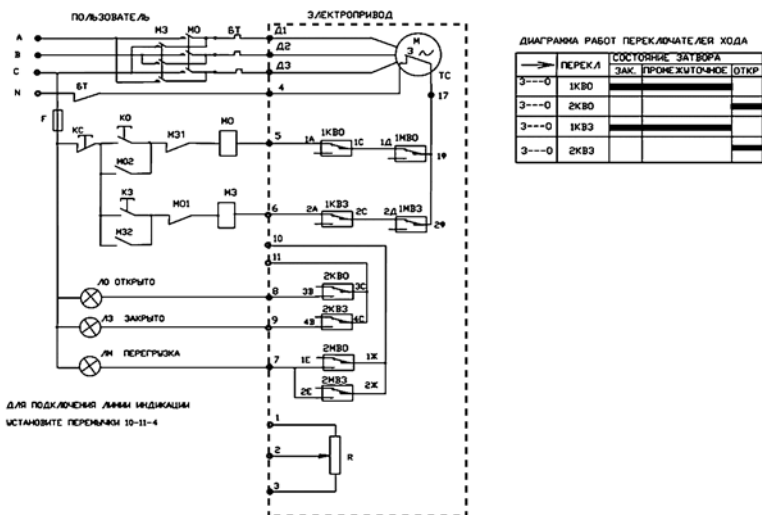 ПОЛЬЗОВАТЕЛЬ
ЭЛЕКТРОПРИВОД
A
B
C
N
МЗ
МО
БТ
Д1
Д2
Д3
М
3 ~
ТС
БТ
4
17
F
КС
КО
МО2
МЗ1
МО
5
1А
1КВО
1С
1Д
1МВО
1Ф
КЗ
МЗ2
МО1
МЗ
6
2А
1КВЗ
2С
2Д
1МВЗ
2Ф
10
11
ЛО ОТКРЫТО
8
3В
2КВО
3С
ЛЗ ЗАКРЫТО
9
4В
2КВЗ
4С
ЛМ ПЕРЕГРУЗКА
7
1Е
2МВО
1Ж
2Е
2МВЗ
2Ж
ДЛЯ ПОДКЛЮЧЕНИЯ ЛИНИИ ИНДИКАЦИИ
УСТАНОВИТЕ ПЕРЕМЫЧКИ 10-11-4
1
2
3
R
ДИАГРАММА РАБОТ ПЕРЕКЛЮЧАТЕЛЕЯ ХОДА
ПЕРЕКЛ
СОСТОЯНИЕ ЗАТВОРА
ЗАК. ПРОМЕЖУТОЧНОЕ ОТКР
З---О 1КВО
З---О 2КВО
З---О 1КВЗ
З---О 2КВЗ